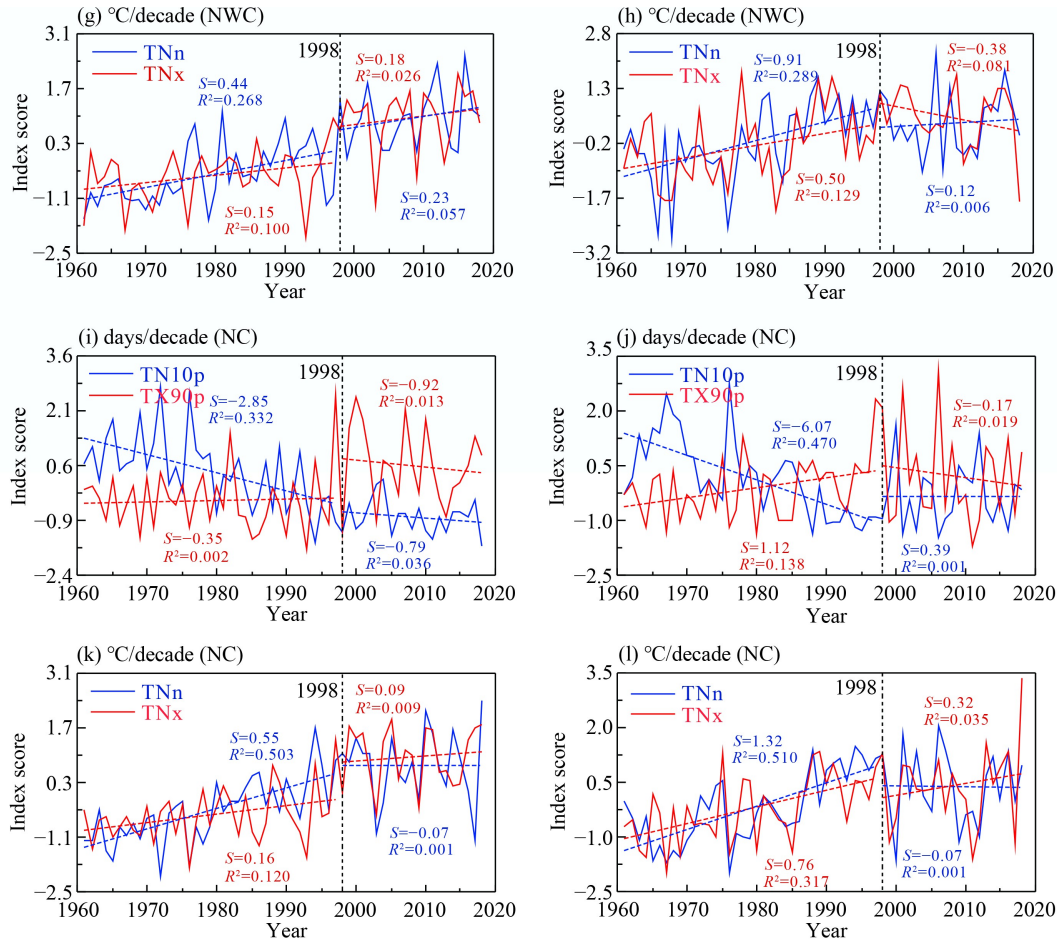 (g) °C/decade (NWC)
3.1
1.7
0.3
−1.1
−2.5
Index score
TNn
TNx
1998
S=0.44
R²=0.268
S=0.18
R²=0.026
S=0.15
R²=0.100
S=0.23
R²=0.057
1960 1970 1980 1990 2000 2010 2020
Year
(h) °C/decade (NWC)
2.8
1.3
−0.2
−1.7
−3.2
Index score
TNn
TNx
1998
S=0.91
R²=0.289
S=−0.38
R²=0.081
S=0.50
R²=0.129
S=0.12
R²=0.006
1960 1970 1980 1990 2000 2010 2020
Year
(i) days/decade (NC)
3.6
2.1
0.6
−0.9
−2.4
Index score
TN10p
TX90p
1998
S=−2.85
R²=0.332
S=−0.92
R²=0.013
S=−0.35
R²=0.002
S=−0.79
R²=0.036
1960 1970 1980 1990 2000 2010 2020
Year
(j) days/decade (NC)
3.5
2.0
0.5
−1.0
−2.5
Index score
TN10p
TX90p
1998
S=−6.07
R²=0.470
S=−0.17
R²=0.019
S=1.12
R²=0.138
S=0.39
R²=0.001
1960 1970 1980 1990 2000 2010 2020
Year
(k) °C/decade (NC)
3.1
1.7
0.3
−1.1
−2.5
Index score
TNn
TNx
1998
S=0.55
R²=0.503
S=0.09
R²=0.009
S=0.16
R²=0.120
S=−0.07
R²=0.001
1960 1970 1980 1990 2000 2010 2020
Year
(l) °C/decade (NC)
3.5
2.0
0.5
−1.0
−2.5
Index score
TNn
TNx
1998
S=1.32
R²=0.510
S=0.32
R²=0.035
S=0.76
R²=0.317
S=−0.07
R²=0.001
1960 1970 1980 1990 2000 2010 2020
Year